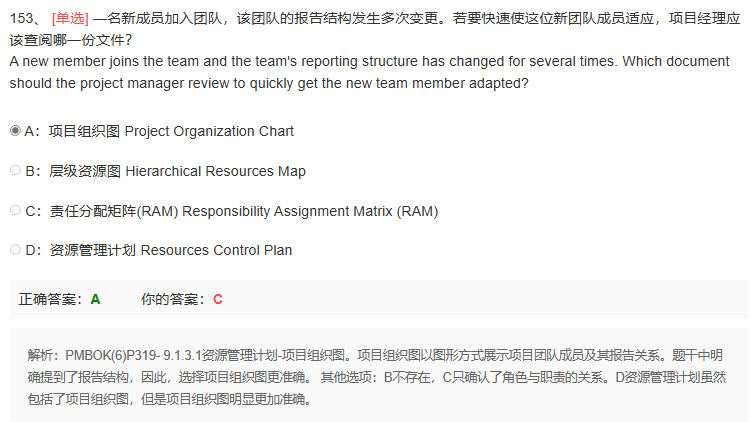 153、 [单选] 一名新成员加入团队，该团队的报告结构发生多次变更。若要快速使这位新团队成员适应，项目经理应
该查阅哪一份文件？
A new member joins the team and the team's reporting structure has changed for several times. Which document
should the project manager review to quickly get the new team member adapted?
A：项目组织图 Project Organization Chart
B：层级资源图 Hierarchical Resources Map
C：责任分配矩阵(RAM) Responsibility Assignment Matrix (RAM)
D：资源管理计划 Resources Control Plan
正确答案：A 你的答案：C
解析：PMBOK(6)P319- 9.1.3.1资源管理计划-项目组织图。项目组织图以图形方式展示项目团队成员及其报告关系。题干中明
确提到了报告结构，因此，选择项目组织图更准确。 其他选项：B不存在，C只确认了角色与职责的关系。D资源管理计划虽然
包括了项目组织图，但是项目组织图明显更加准确。